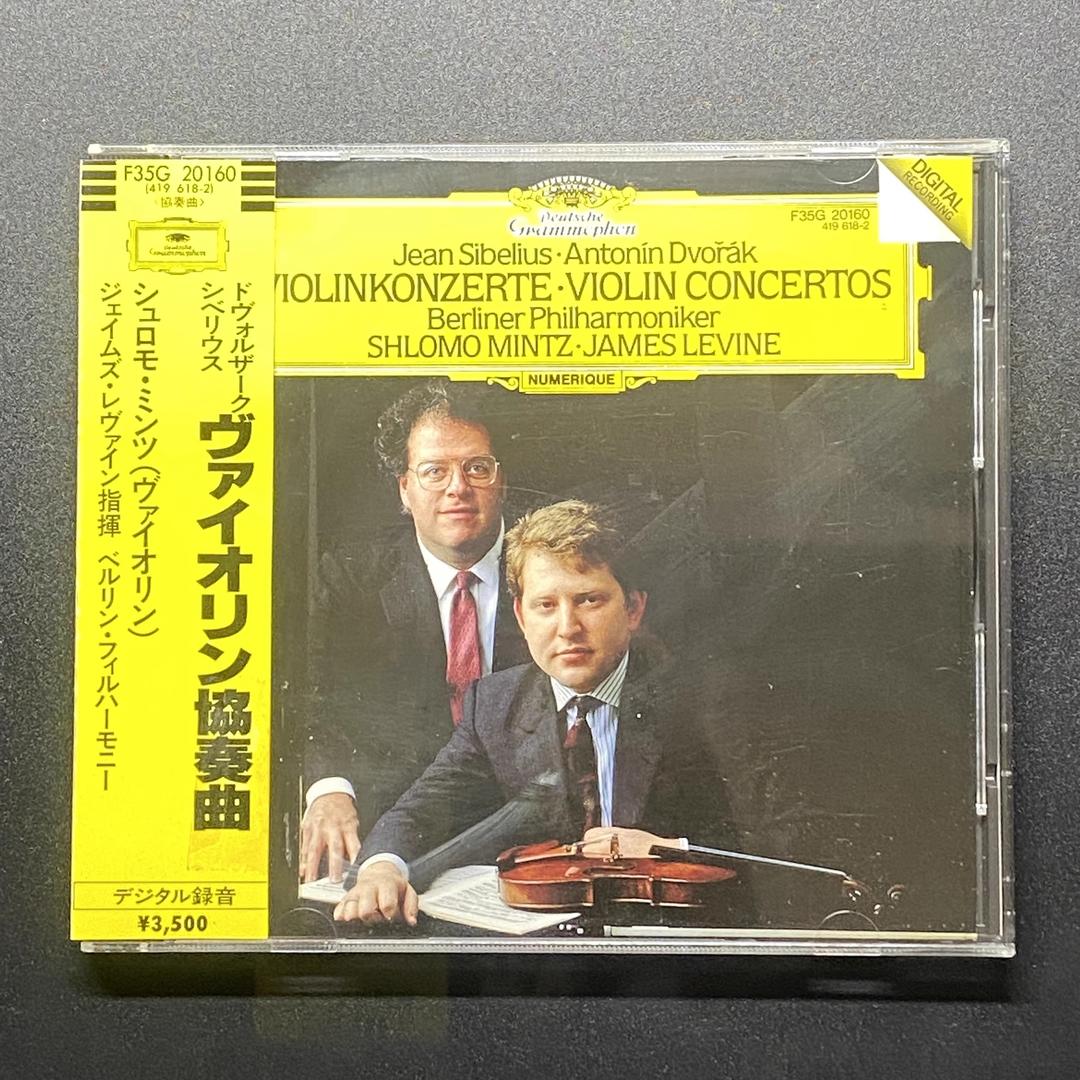 F35G 20160
(419 618-2)
〈協奏曲〉
Deutsche
Grammophon
ドヴォルザーク
シベリウス
ヴァイオリン協奏曲
シュロモ・ミンツ(ヴァイオリン)
ジェイムズ・レヴァイン指揮 ベルリン・フィルハーモニー
デジタル録音
¥3,500
Deutsche
Grammophon
F35G 20160
419 618-2
DIGITAL
RECORDING
Jean Sibelius·Antonín Dvořák
VIOLINKONZERTE·VIOLIN CONCERTOS
Berliner Philharmoniker
SHLOMO MINTZ·JAMES LEVINE
NUMERIQUE